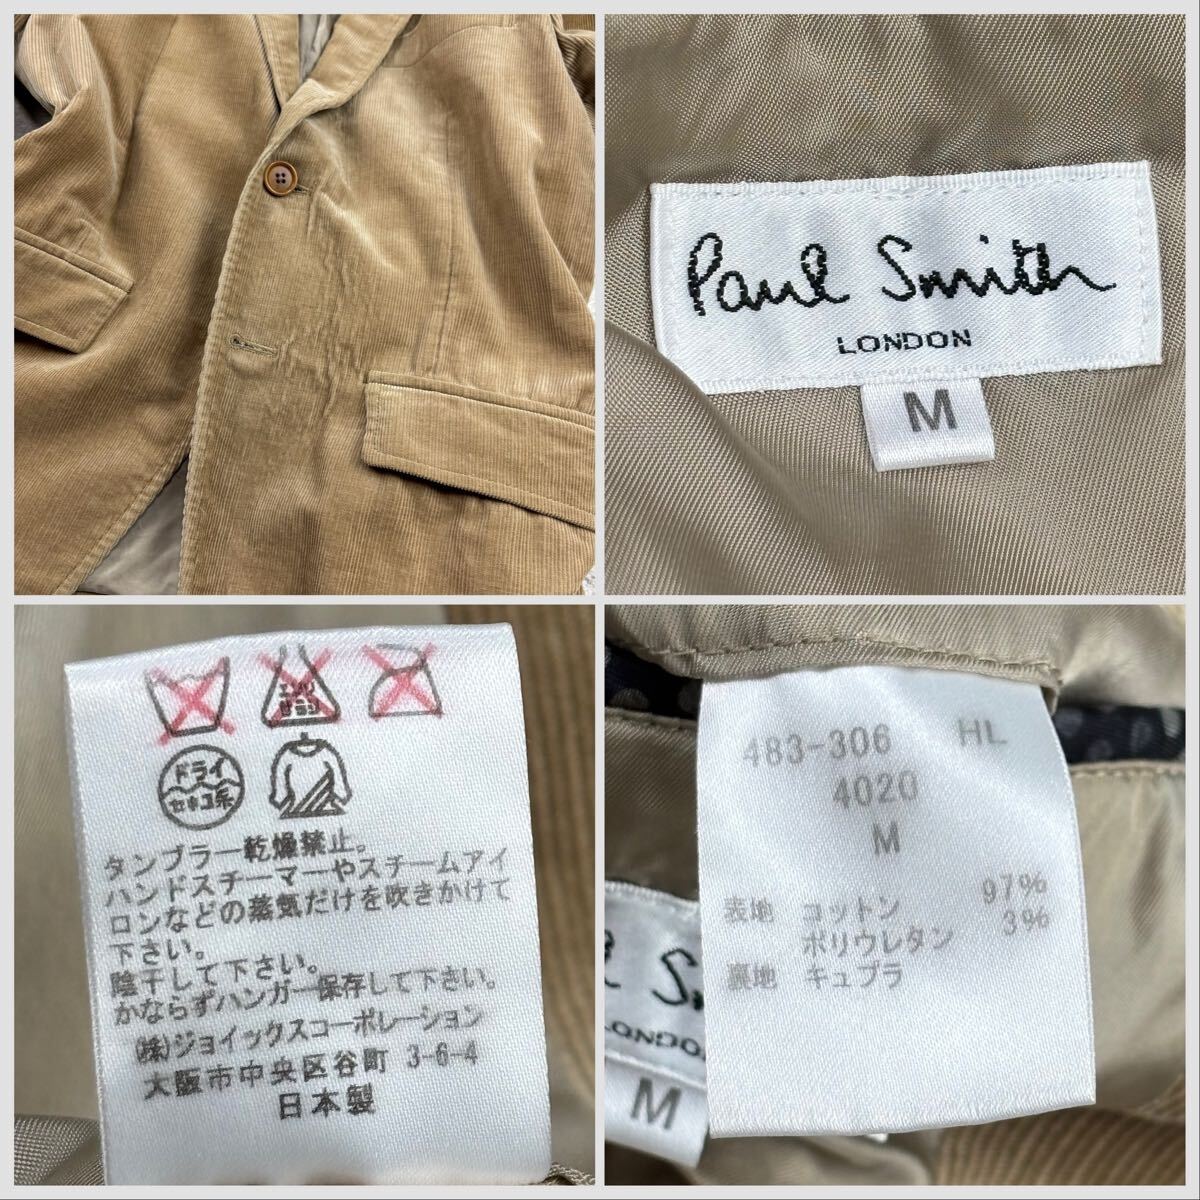 Paul Smith
LONDON
M
エンソ
サラシ
ドライ
セキユ系
タンブラー乾燥禁止。
ハンドスチーマーやスチームアイ
ロンなどの蒸気だけを吹きかけて
下さい。
陰干して下さい。
かならずハンガー保存して下さい。
(株)ジョイックスコーポレーション
大阪市中央区谷町 3-6-4
日本製
483-306 HL
4020
M
表地 コットン 97%
ポリウレタン 3%
裏地 キュプラ
LONDON
M